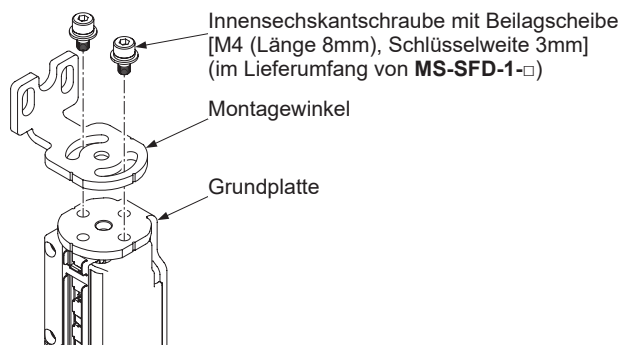 Innensechskantschraube mit Beilagscheibe
[M4 (Länge 8mm), Schlüsselweite 3mm]
(im Lieferumfang von MS-SFD-1-□)
Montagewinkel
Grundplatte